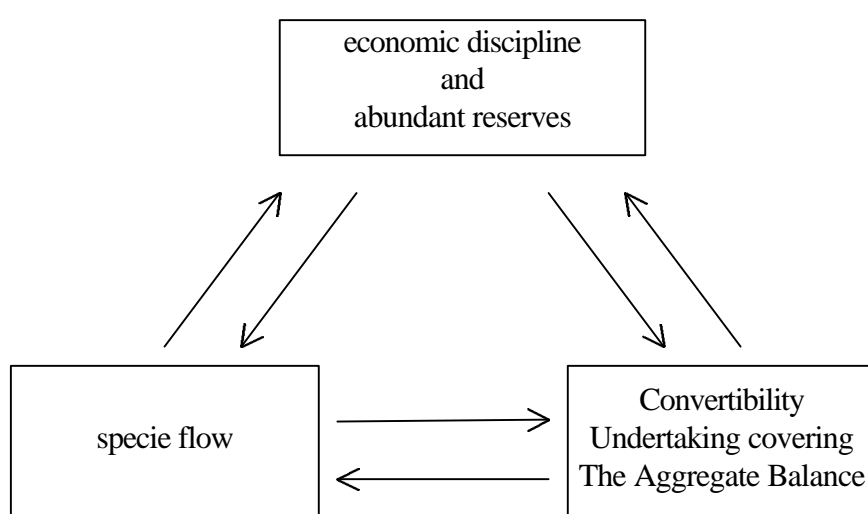 economic discipline
and
abundant reserves
specie flow
Convertibility
Undertaking covering
The Aggregate Balance